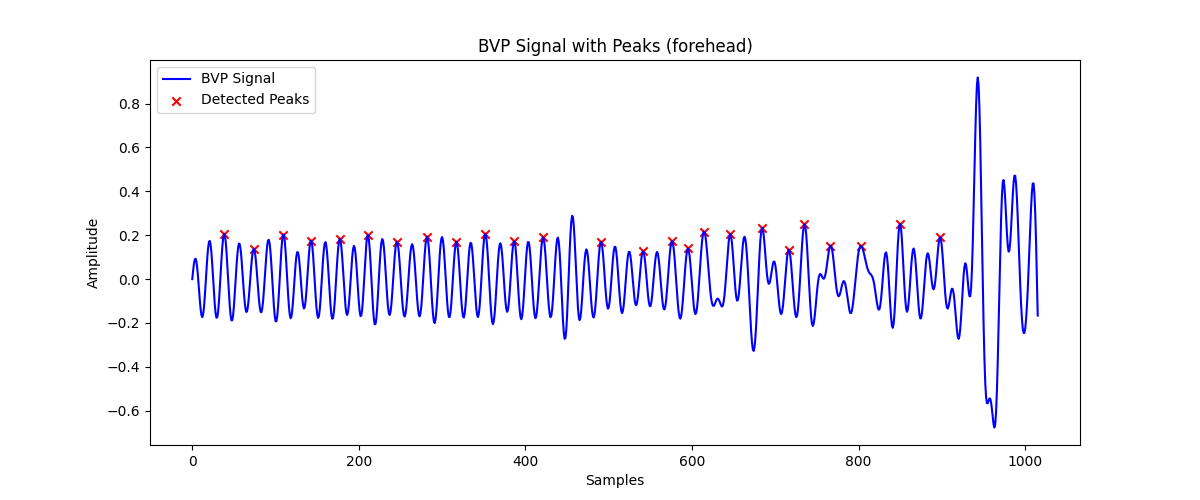 BVP Signal with Peaks (forehead)
BVP Signal
Detected Peaks
Amplitude
0.8
0.6
0.4
0.2
0.0
−0.2
−0.4
−0.6
0 200 400 600 800 1000
Samples